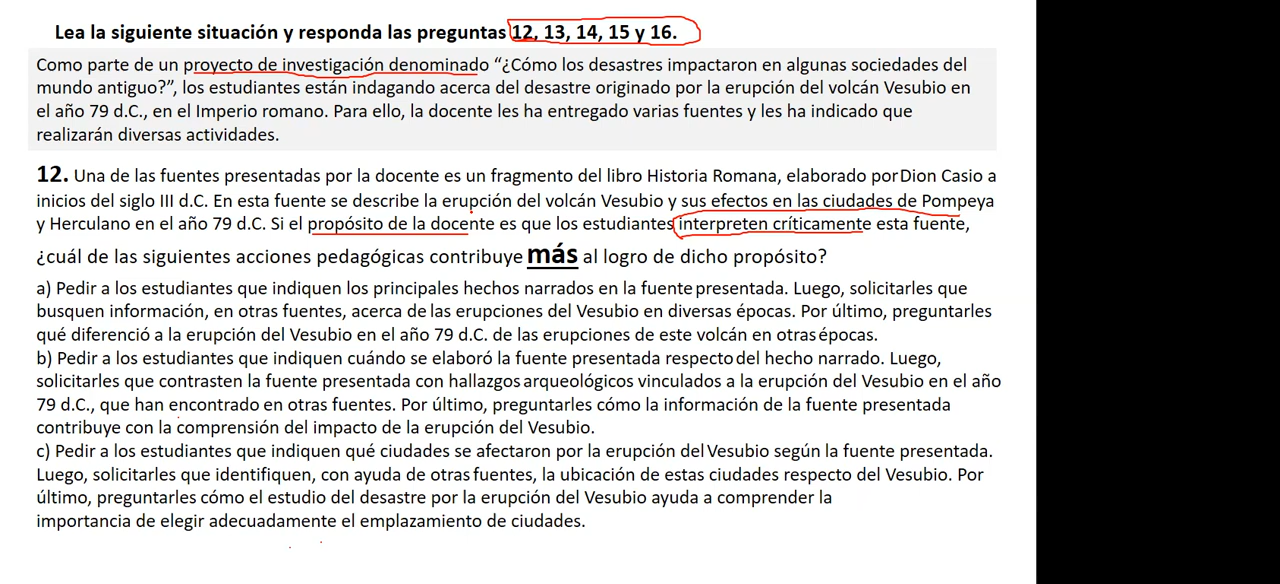 Lea la siguiente situación y responda las preguntas 12, 13, 14, 15 y 16.
Como parte de un proyecto de investigación denominado “¿Cómo los desastres impactaron en algunas sociedades del
mundo antiguo?”, los estudiantes están indagando acerca del desastre originado por la erupción del volcán Vesubio en
el año 79 d.C., en el Imperio romano. Para ello, la docente les ha entregado varias fuentes y les ha indicado que
realizarán diversas actividades.
12. Una de las fuentes presentadas por la docente es un fragmento del libro Historia Romana, elaborado por Dion Casio a
inicios del siglo III d.C. En esta fuente se describe la erupción del volcán Vesubio y sus efectos en las ciudades de Pompeya
y Herculano en el año 79 d.C. Si el propósito de la docente es que los estudiantes interpreten críticamente esta fuente,
¿cuál de las siguientes acciones pedagógicas contribuye más al logro de dicho propósito?
a) Pedir a los estudiantes que indiquen los principales hechos narrados en la fuente presentada. Luego, solicitarles que
busquen información, en otras fuentes, acerca de las erupciones del Vesubio en diversas épocas. Por último, preguntarles
qué diferenció a la erupción del Vesubio en el año 79 d.C. de las erupciones de este volcán en otras épocas.
b) Pedir a los estudiantes que indiquen cuándo se elaboró la fuente presentada respecto del hecho narrado. Luego,
solicitarles que contrasten la fuente presentada con hallazgos arqueológicos vinculados a la erupción del Vesubio en el año
79 d.C., que han encontrado en otras fuentes. Por último, preguntarles cómo la información de la fuente presentada
contribuye con la comprensión del impacto de la erupción del Vesubio.
c) Pedir a los estudiantes que indiquen qué ciudades se afectaron por la erupción del Vesubio según la fuente presentada.
Luego, solicitarles que identifiquen, con ayuda de otras fuentes, la ubicación de estas ciudades respecto del Vesubio. Por
último, preguntarles cómo el estudio del desastre por la erupción del Vesubio ayuda a comprender la
importancia de elegir adecuadamente el emplazamiento de ciudades.